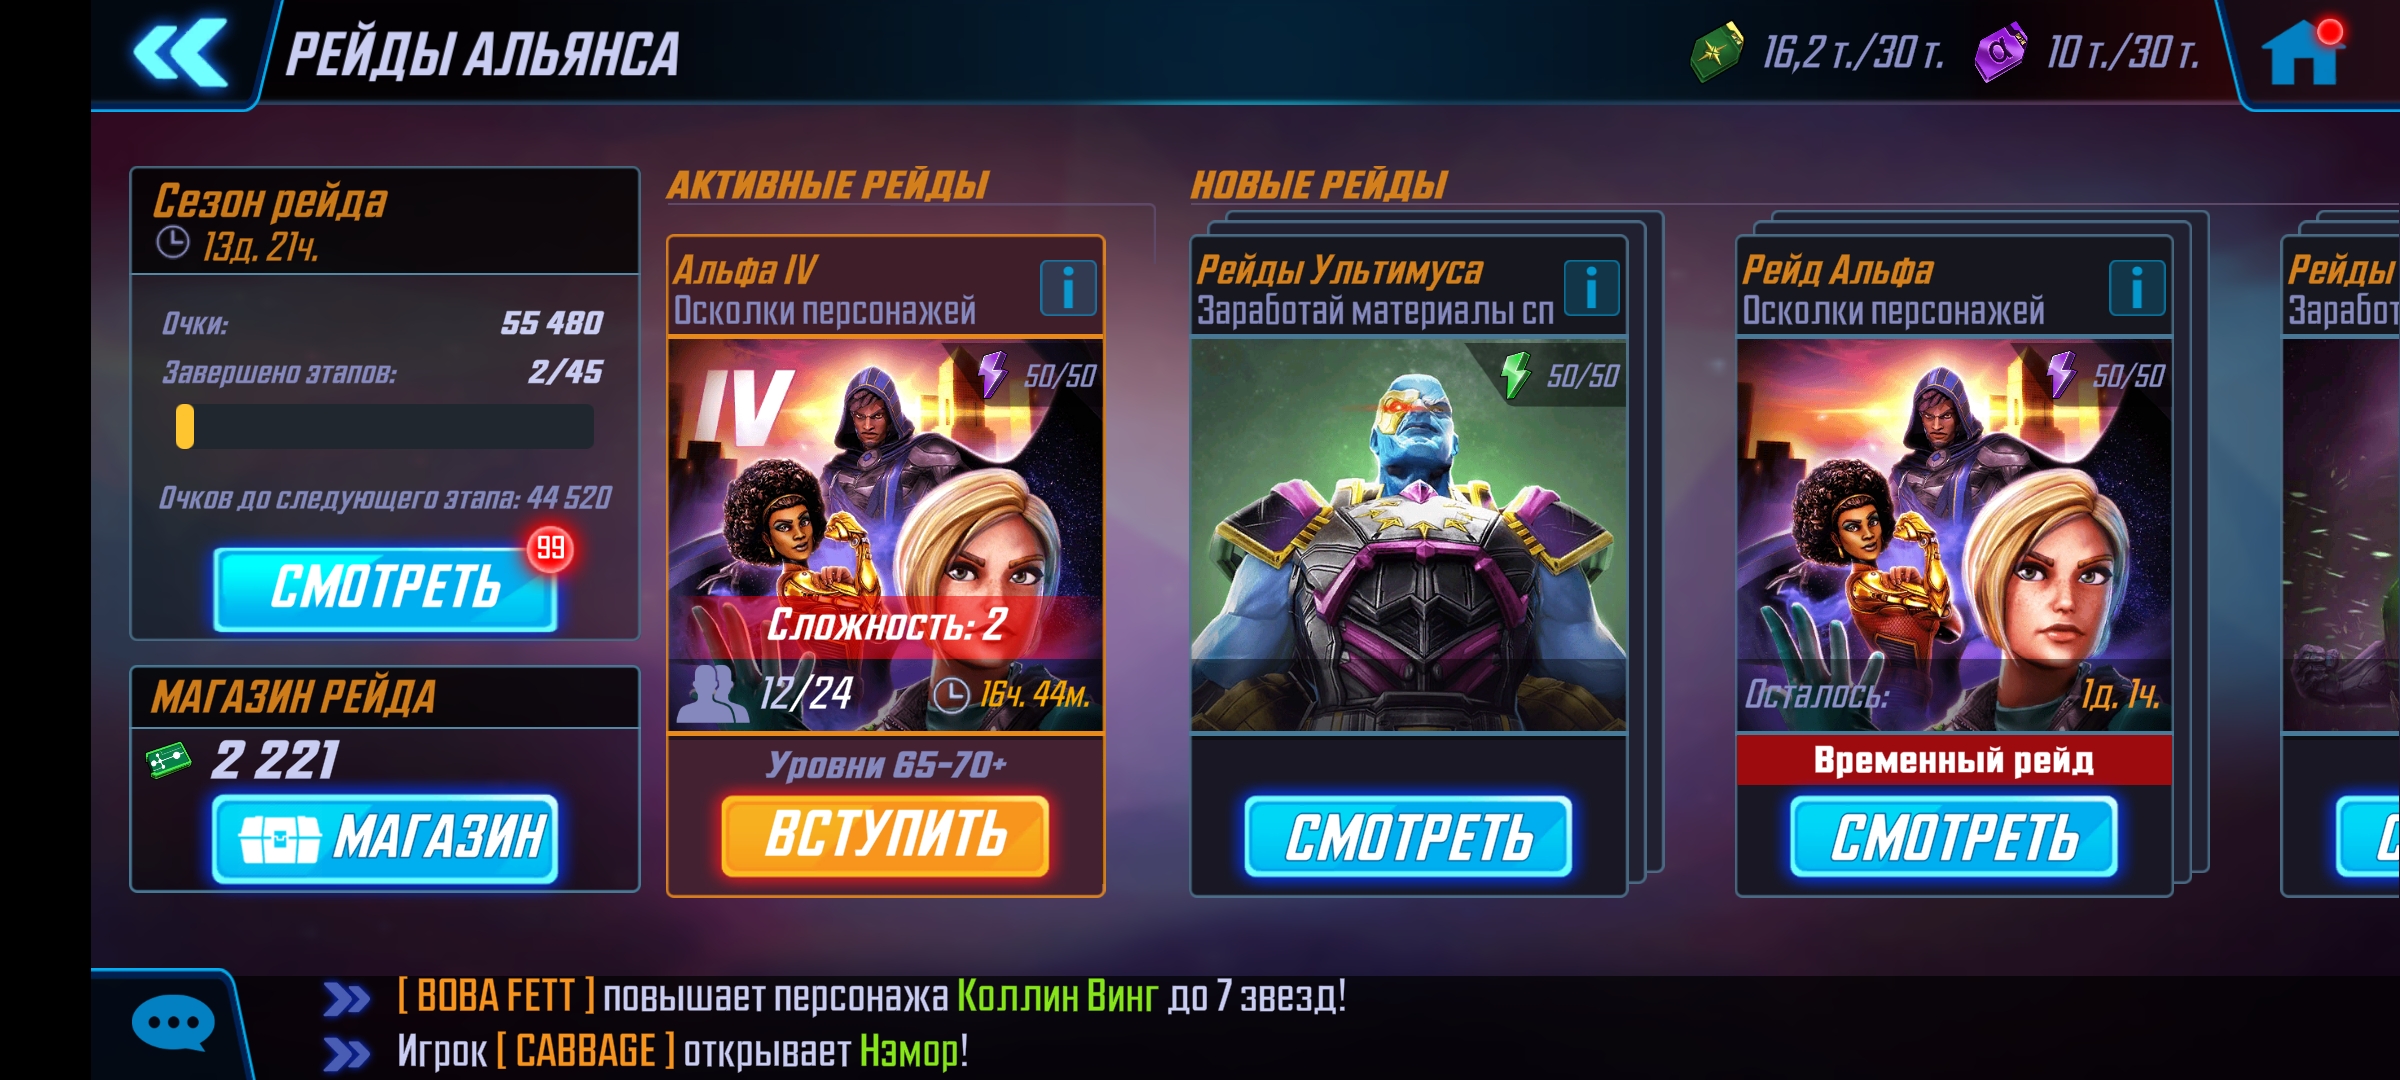 РЕЙДЫ АЛЬЯНСА
16,2 т./30 т.
10 т./30 т.
Сезон рейда
13д. 21ч.
Очки: 55 480
Завершено этапов: 2/45
Очков до следующего этапа: 44 520
99
СМОТРЕТЬ
МАГАЗИН РЕЙДА
2 221
МАГАЗИН
АКТИВНЫЕ РЕЙДЫ
Альфа IV
Осколки персонажей
i
IV
50/50
Сложность: 2
12/24
16ч. 44м.
Уровни 65-70+
ВСТУПИТЬ
НОВЫЕ РЕЙДЫ
Рейды Ультимуса
Заработай материалы сп
i
50/50
СМОТРЕТЬ
Рейд Альфа
Осколки персонажей
i
50/50
Осталось: 1д. 1ч.
Временный рейд
СМОТРЕТЬ
Рейды
Заработ
С
[ BOBA FETT ] повышает персонажа Коллин Винг до 7 звезд!
Игрок [ CABBAGE ] открывает Нэмор!